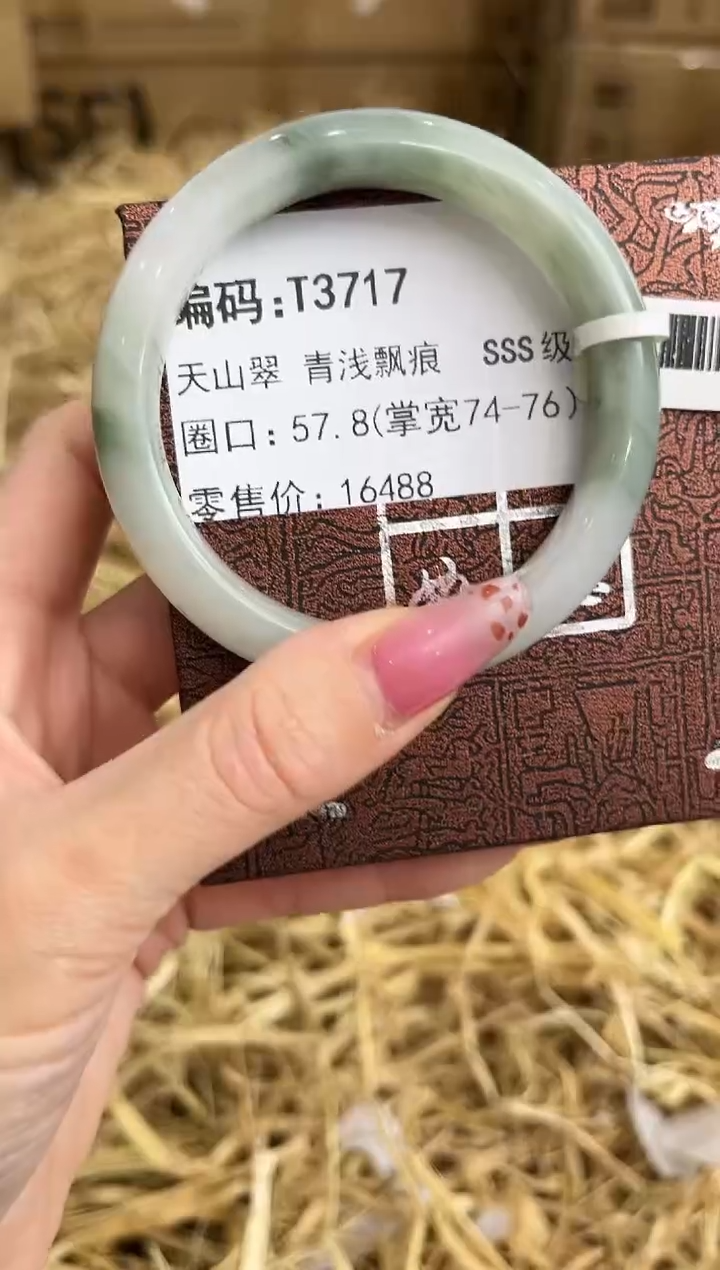 编码:T3717
天山翠 青浅飘痕 SSS级
圈口: 57.8(掌宽74-76)
零售价: 16488